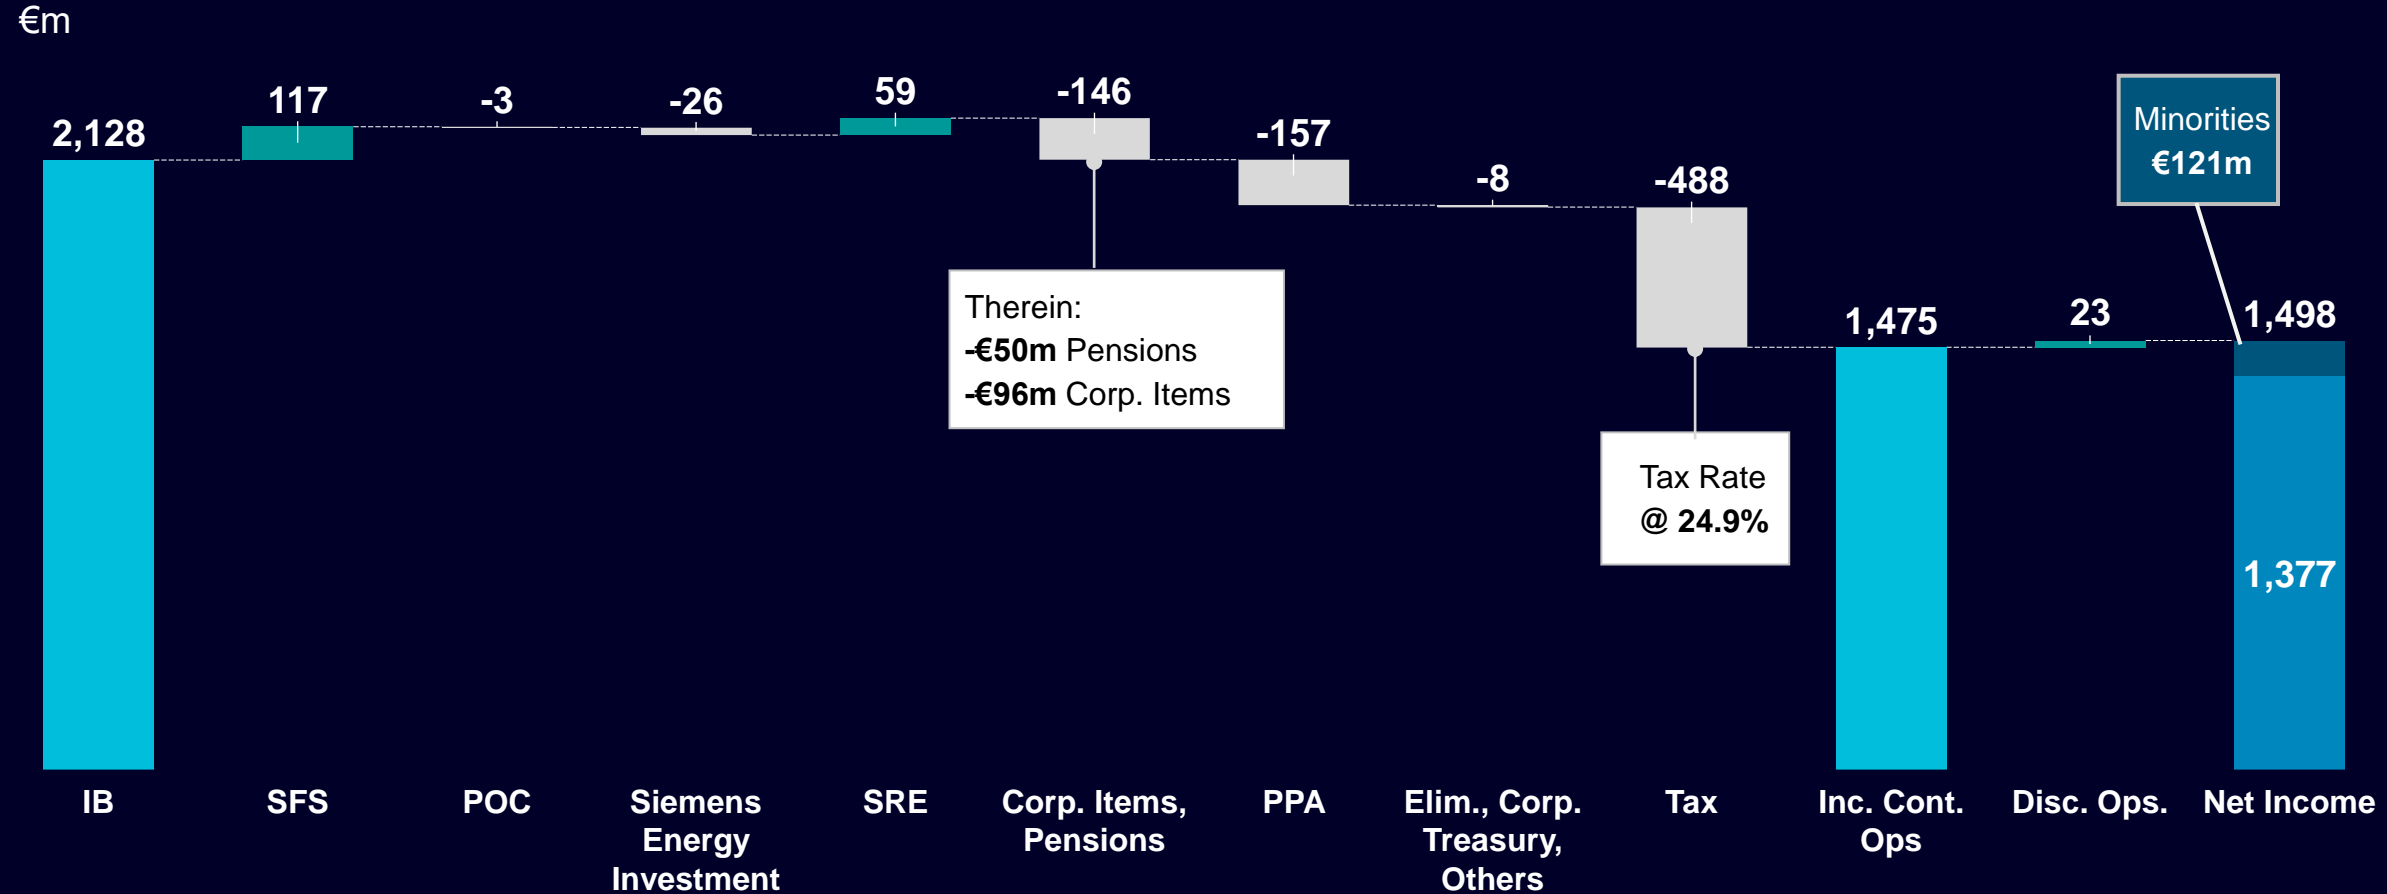 €m
2,128
117
-3
-26
59
-146
-157
-8
-488
1,475
23
1,498
Minorities
€121m
Therein:
-€50m Pensions
-€96m Corp. Items
Tax Rate
@ 24.9%
1,377
IB
SFS
POC
Siemens
Energy
Investment
SRE
Corp. Items,
Pensions
PPA
Elim., Corp.
Treasury,
Others
Tax
Inc. Cont.
Ops
Disc. Ops.
Net Income